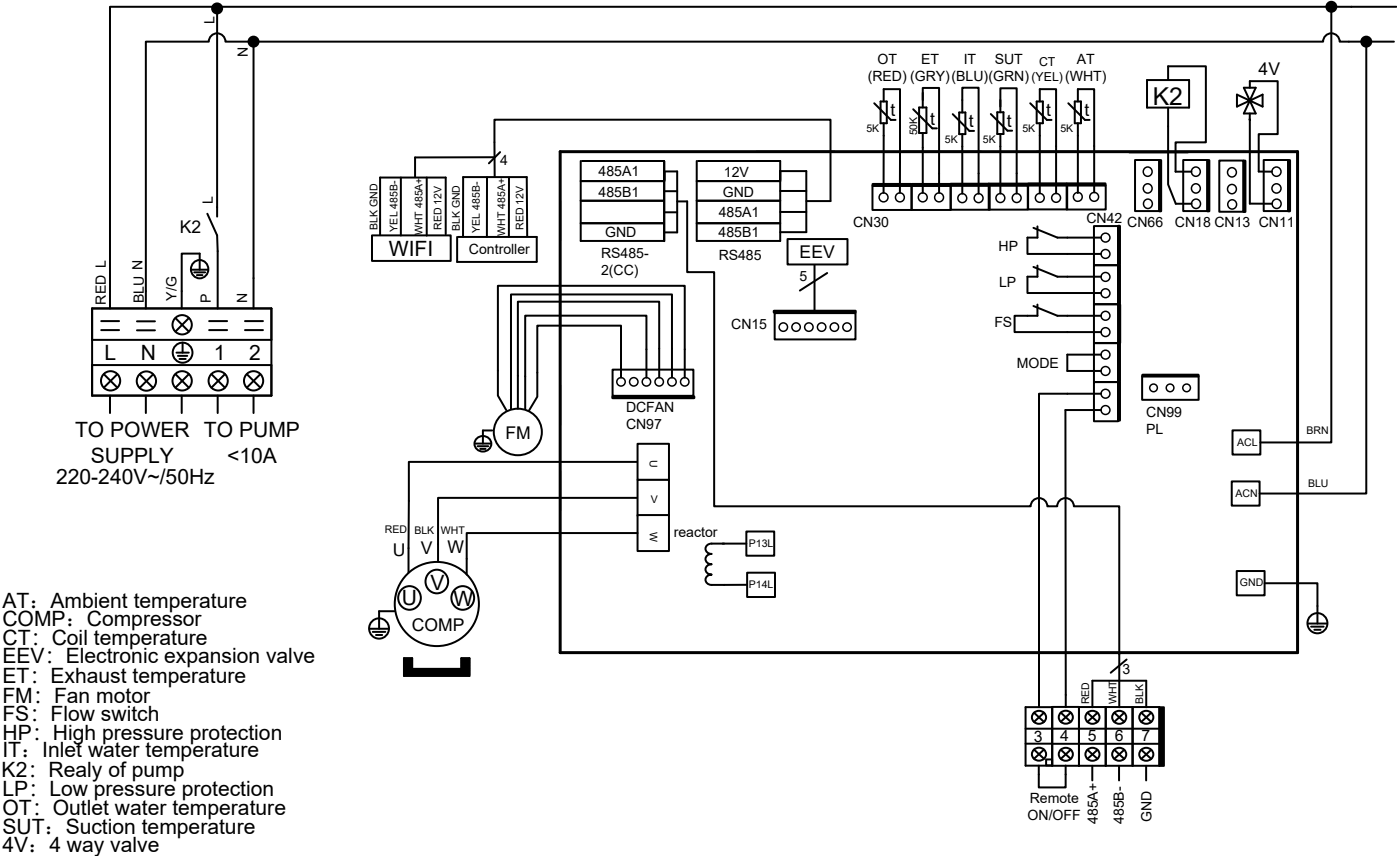 L
N
OT ET IT SUT CT AT
(RED) (GRY) (BLU) (GRN) (YEL) (WHT)
4V
K2
t t t t t t
5K 50K 5K 5K 5K 5K
4
485A1
485B1
GND
RS485-
2(CC)
12V
GND
485A1
485B1
RS485
BLK GND
YEL 485B-
WHT 485A+
RED 12V
WIFI
BLK GND
YEL 485B-
WHT 485A+
RED 12V
Controller
EEV
5
CN15
CN30
CN42
CN66
CN18
CN13
CN11
HP
LP
FS
MODE
CN99
PL
L
K2
RED L
BLU N
Y/G
P
N
L N 1 2
TO POWER TO PUMP
SUPPLY <10A
220-240V~/50Hz
DCFAN
CN97
FM
U
V
W
reactor
P13L
P14L
RED BLK WHT
U V W
U V W
COMP
ACL
BRN
ACN
BLU
GND
3
RED
WHT
BLK
3 4 5 6 7
Remote
ON/OFF
485A+
485B-
GND
AT: Ambient temperature
COMP: Compressor
CT: Coil temperature
EEV: Electronic expansion valve
ET: Exhaust temperature
FM: Fan motor
FS: Flow switch
HP: High pressure protection
IT: Inlet water temperature
K2: Realy of pump
LP: Low pressure protection
OT: Outlet water temperature
SUT: Suction temperature
4V: 4 way valve